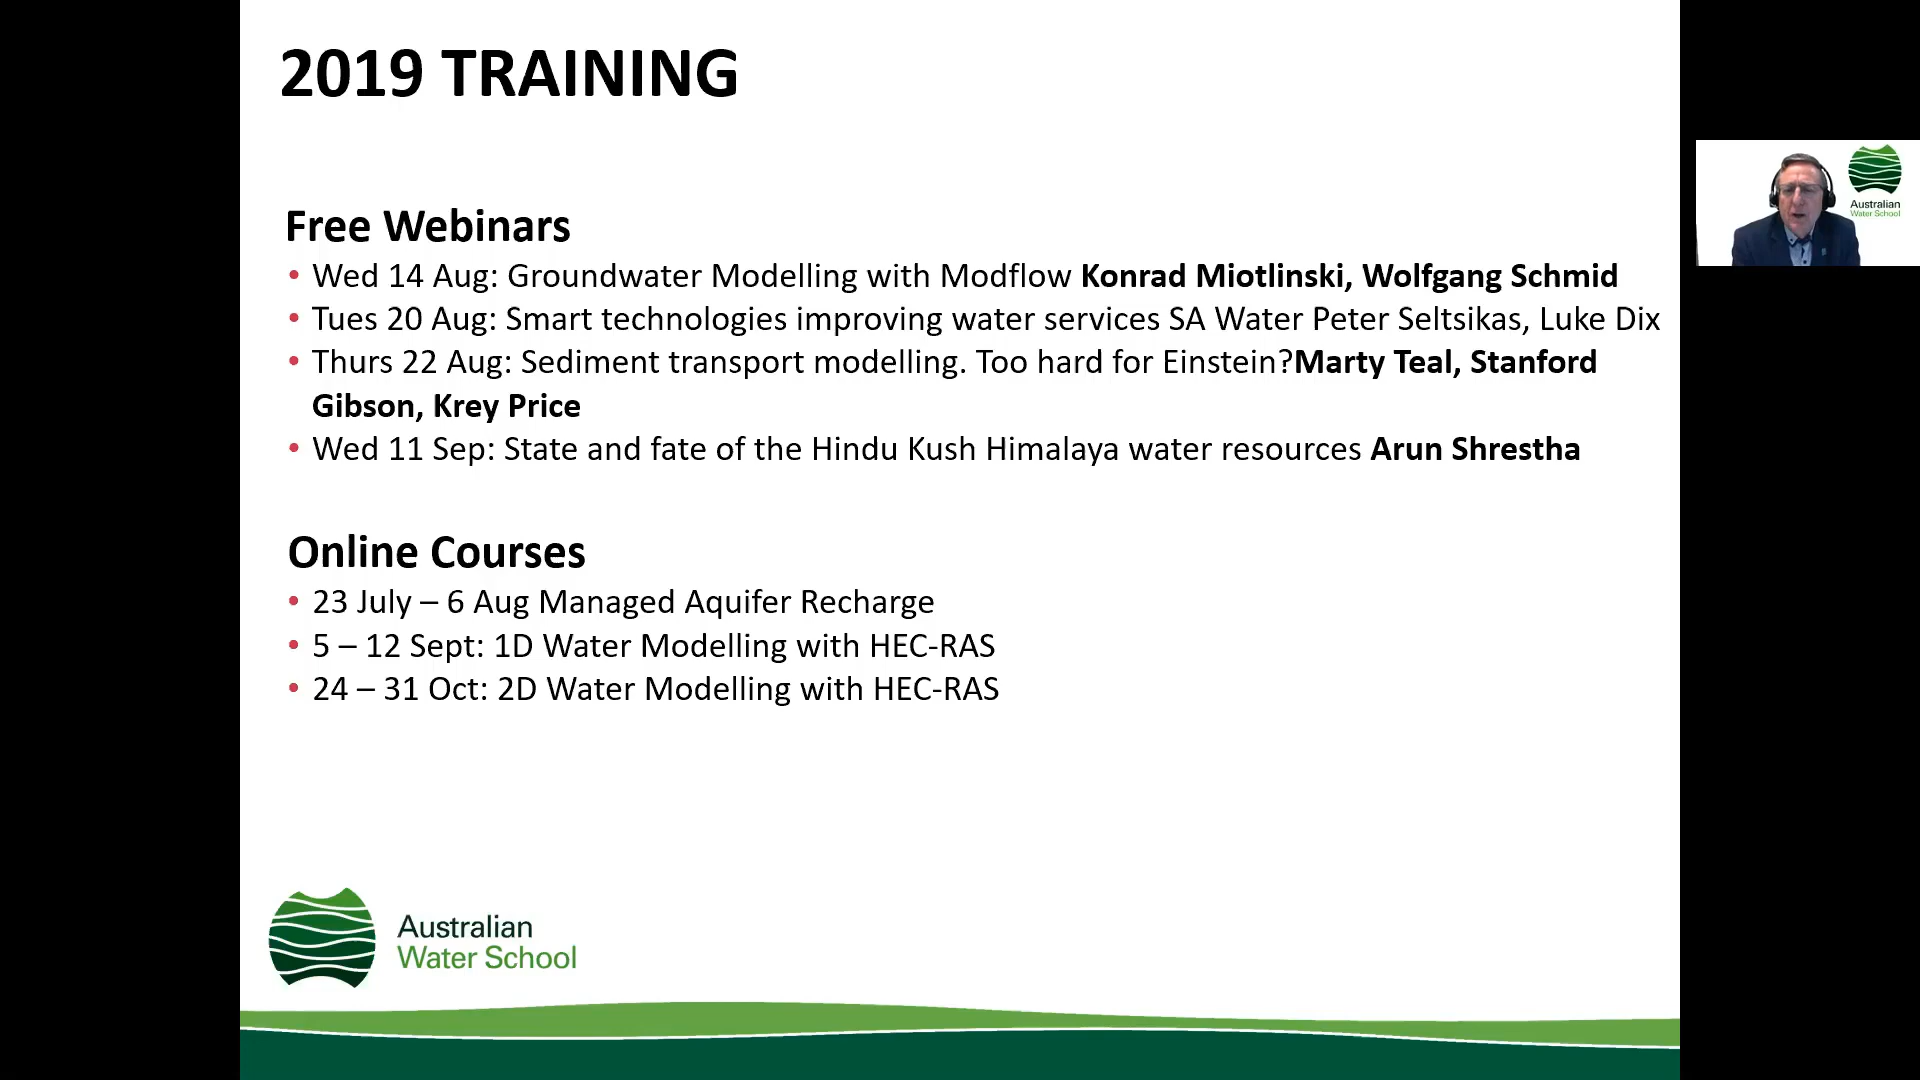 2019 TRAINING
Free Webinars
• Wed 14 Aug: Groundwater Modelling with Modflow Konrad Miotlinski, Wolfgang Schmid
• Tues 20 Aug: Smart technologies improving water services SA Water Peter Seltsikas, Luke Dix
• Thurs 22 Aug: Sediment transport modelling. Too hard for Einstein?Marty Teal, Stanford
Gibson, Krey Price
• Wed 11 Sep: State and fate of the Hindu Kush Himalaya water resources Arun Shrestha
Online Courses
• 23 July – 6 Aug Managed Aquifer Recharge
• 5 – 12 Sept: 1D Water Modelling with HEC-RAS
• 24 – 31 Oct: 2D Water Modelling with HEC-RAS
Australian
Water School
Australian
Water School